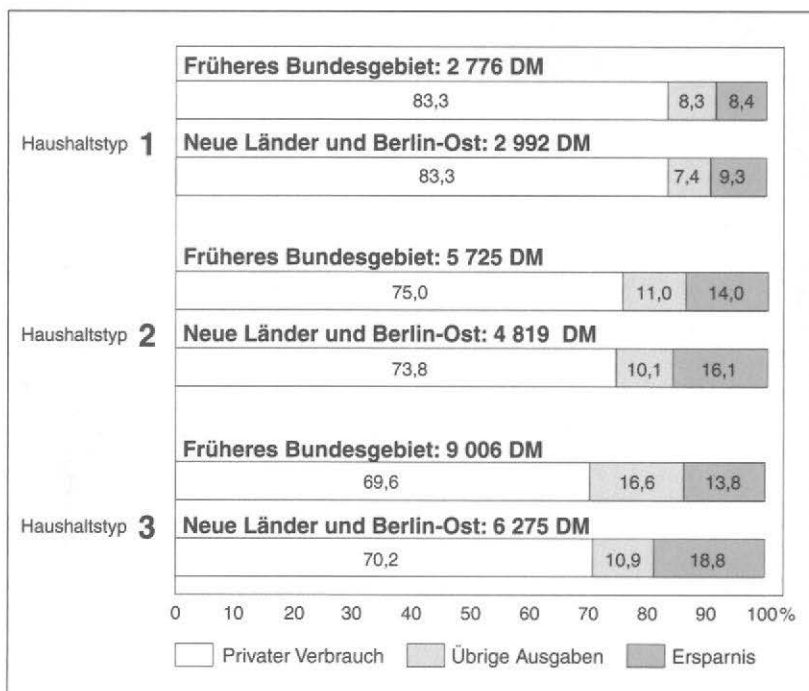 Früheres Bundesgebiet: 2 776 DM
83,3 8,3 8,4
Haushaltstyp 1
Neue Länder und Berlin-Ost: 2 992 DM
83,3 7,4 9,3
Früheres Bundesgebiet: 5 725 DM
75,0 11,0 14,0
Haushaltstyp 2
Neue Länder und Berlin-Ost: 4 819 DM
73,8 10,1 16,1
Früheres Bundesgebiet: 9 006 DM
69,6 16,6 13,8
Haushaltstyp 3
Neue Länder und Berlin-Ost: 6 275 DM
70,2 10,9 18,8
0 10 20 30 40 50 60 70 80 90 100%
Privater Verbrauch Übrige Ausgaben Ersparnis